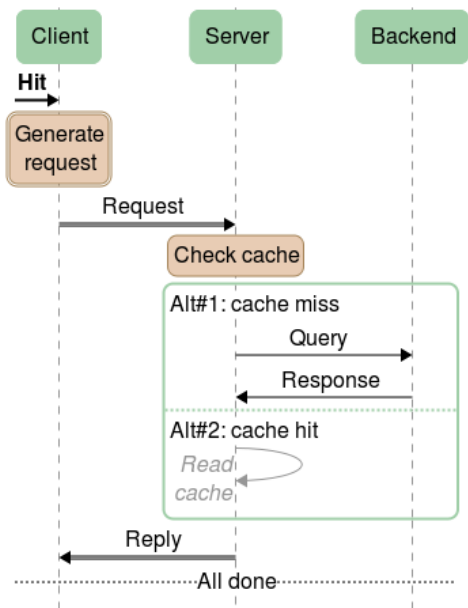 Client Server Backend
Hit
Generate
request
Request
Check cache
Alt#1: cache miss
Query
Response
Alt#2: cache hit
Read
cache
Reply
All done